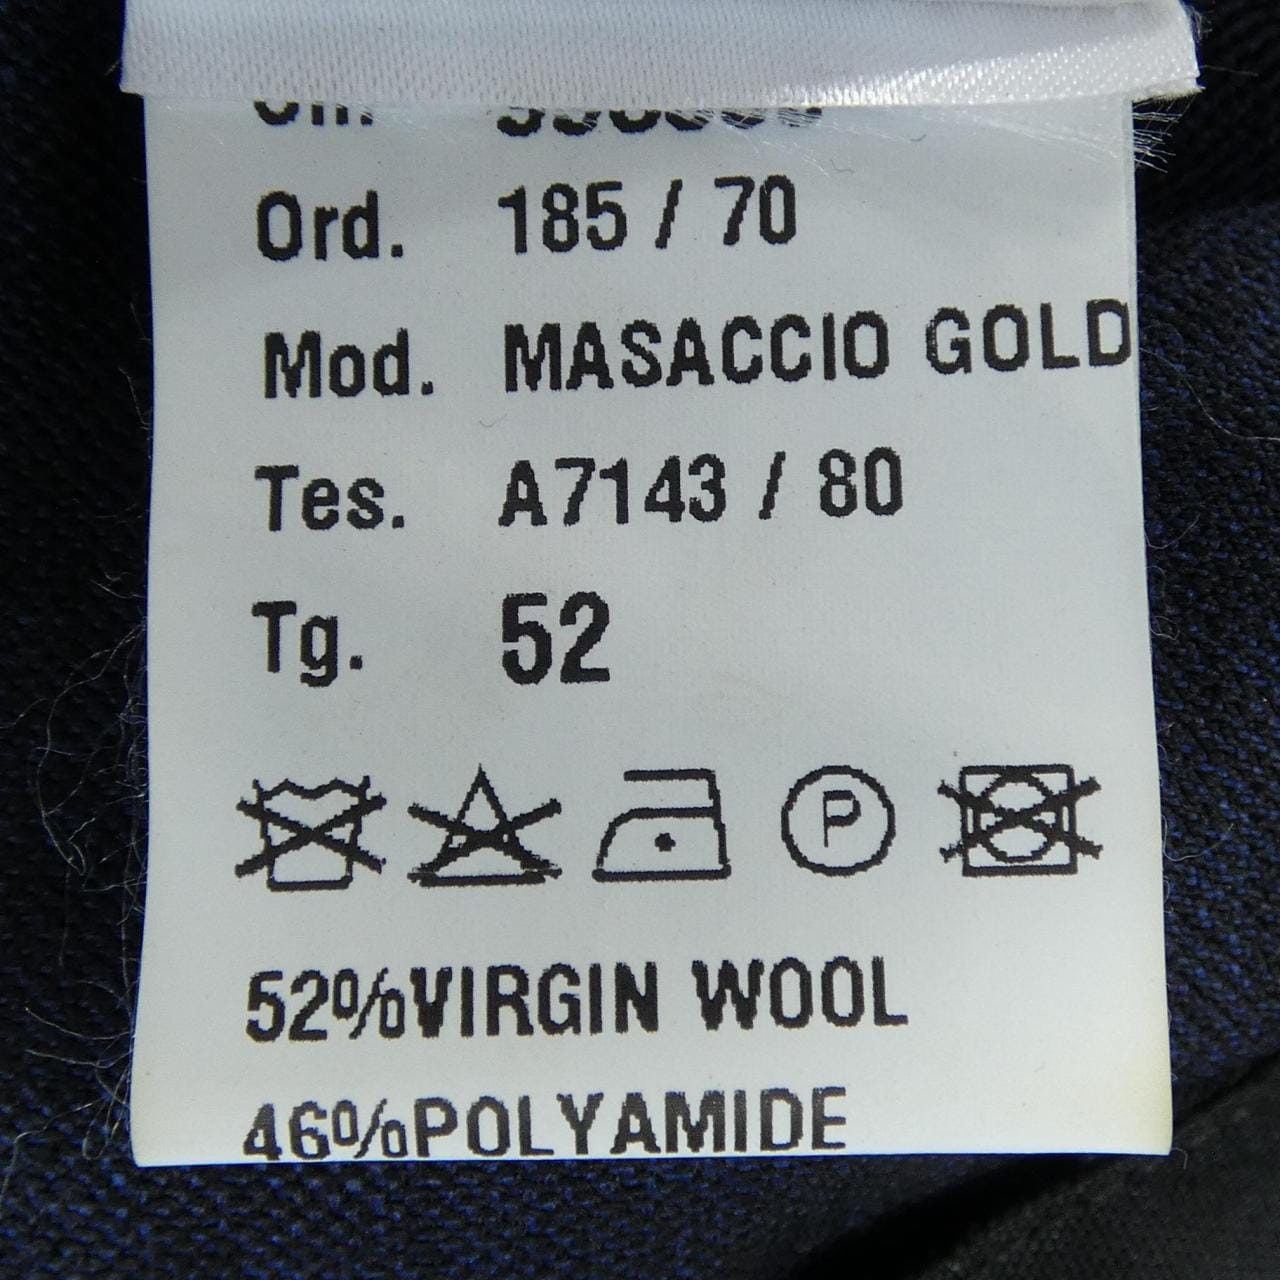 Ord. 185 / 70
Mod. MASACCIO GOLD
Tes. A7143 / 80
Tg. 52
P
52%VIRGIN WOOL
46%POLYAMIDE